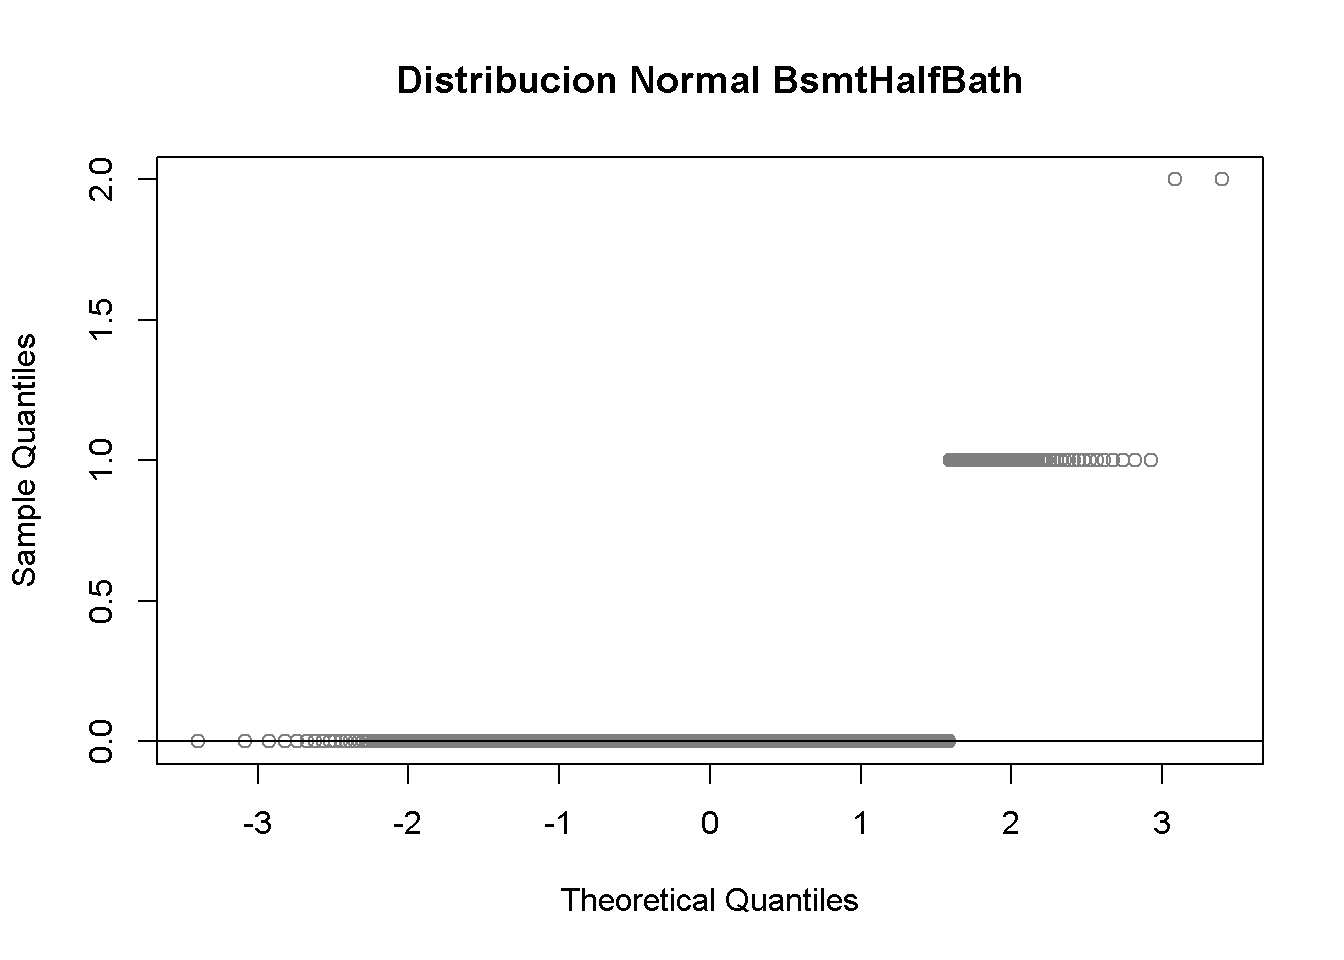 Distribucion Normal BsmtHalfBath
Sample Quantiles
2.0
1.5
1.0
0.5
0.0
-3 -2 -1 0 1 2 3
Theoretical Quantiles